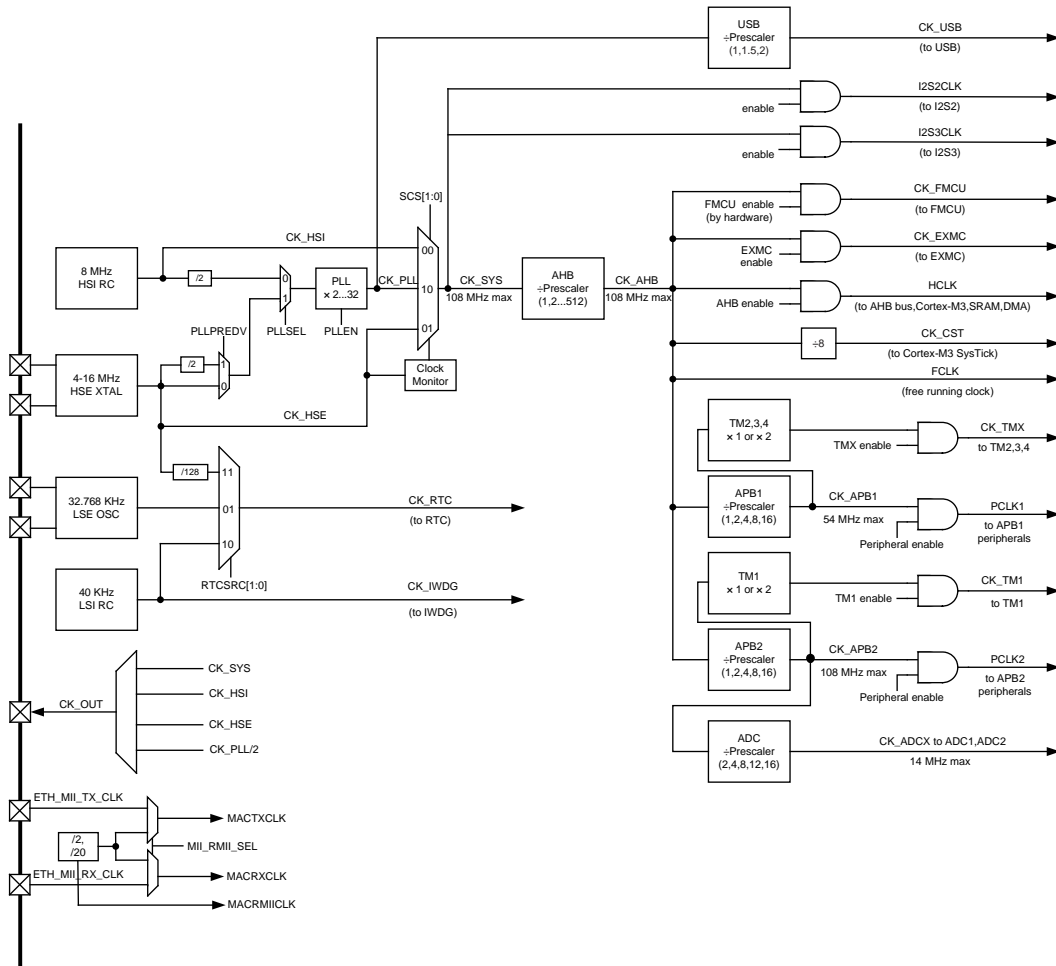 USB
÷Prescaler
(1,1.5,2)
CK_USB
(to USB)
I2S2CLK
(to I2S2)
enable
I2S3CLK
(to I2S3)
enable
SCS[1:0]
FMCU enable
(by hardware)
CK_FMCU
(to FMCU)
8 MHz
HSI RC
CK_HSI
/2
0
1
PLLSEL
PLL
× 2...32
PLLEN
CK_PLL
00
10
01
CK_SYS
108 MHz max
AHB
÷Prescaler
(1,2...512)
CK_AHB
108 MHz max
EXMC
enable
CK_EXMC
(to EXMC)
AHB enable
HCLK
(to AHB bus,Cortex-M3,SRAM,DMA)
÷8
CK_CST
(to Cortex-M3 SysTick)
FCLK
(free running clock)
PLLPREDV
4-16 MHz
HSE XTAL
/2
1
0
Clock
Monitor
CK_HSE
TM2,3,4
× 1 or × 2
TMX enable
CK_TMX
to TM2,3,4
/128
11
01
10
RTCSRC[1:0]
32.768 KHz
LSE OSC
CK_RTC
(to RTC)
APB1
÷Prescaler
(1,2,4,8,16)
CK_APB1
54 MHz max
Peripheral enable
PCLK1
to APB1
peripherals
40 KHz
LSI RC
CK_IWDG
(to IWDG)
TM1
× 1 or × 2
TM1 enable
CK_TM1
to TM1
APB2
÷Prescaler
(1,2,4,8,16)
CK_APB2
108 MHz max
Peripheral enable
PCLK2
to APB2
peripherals
CK_OUT
CK_SYS
CK_HSI
CK_HSE
CK_PLL/2
ADC
÷Prescaler
(2,4,8,12,16)
CK_ADCX to ADC1,ADC2
14 MHz max
ETH_MII_TX_CLK
MACTXCLK
/2,
/20
MII_RMII_SEL
ETH_MII_RX_CLK
MACRXCLK
MACRMIICLK